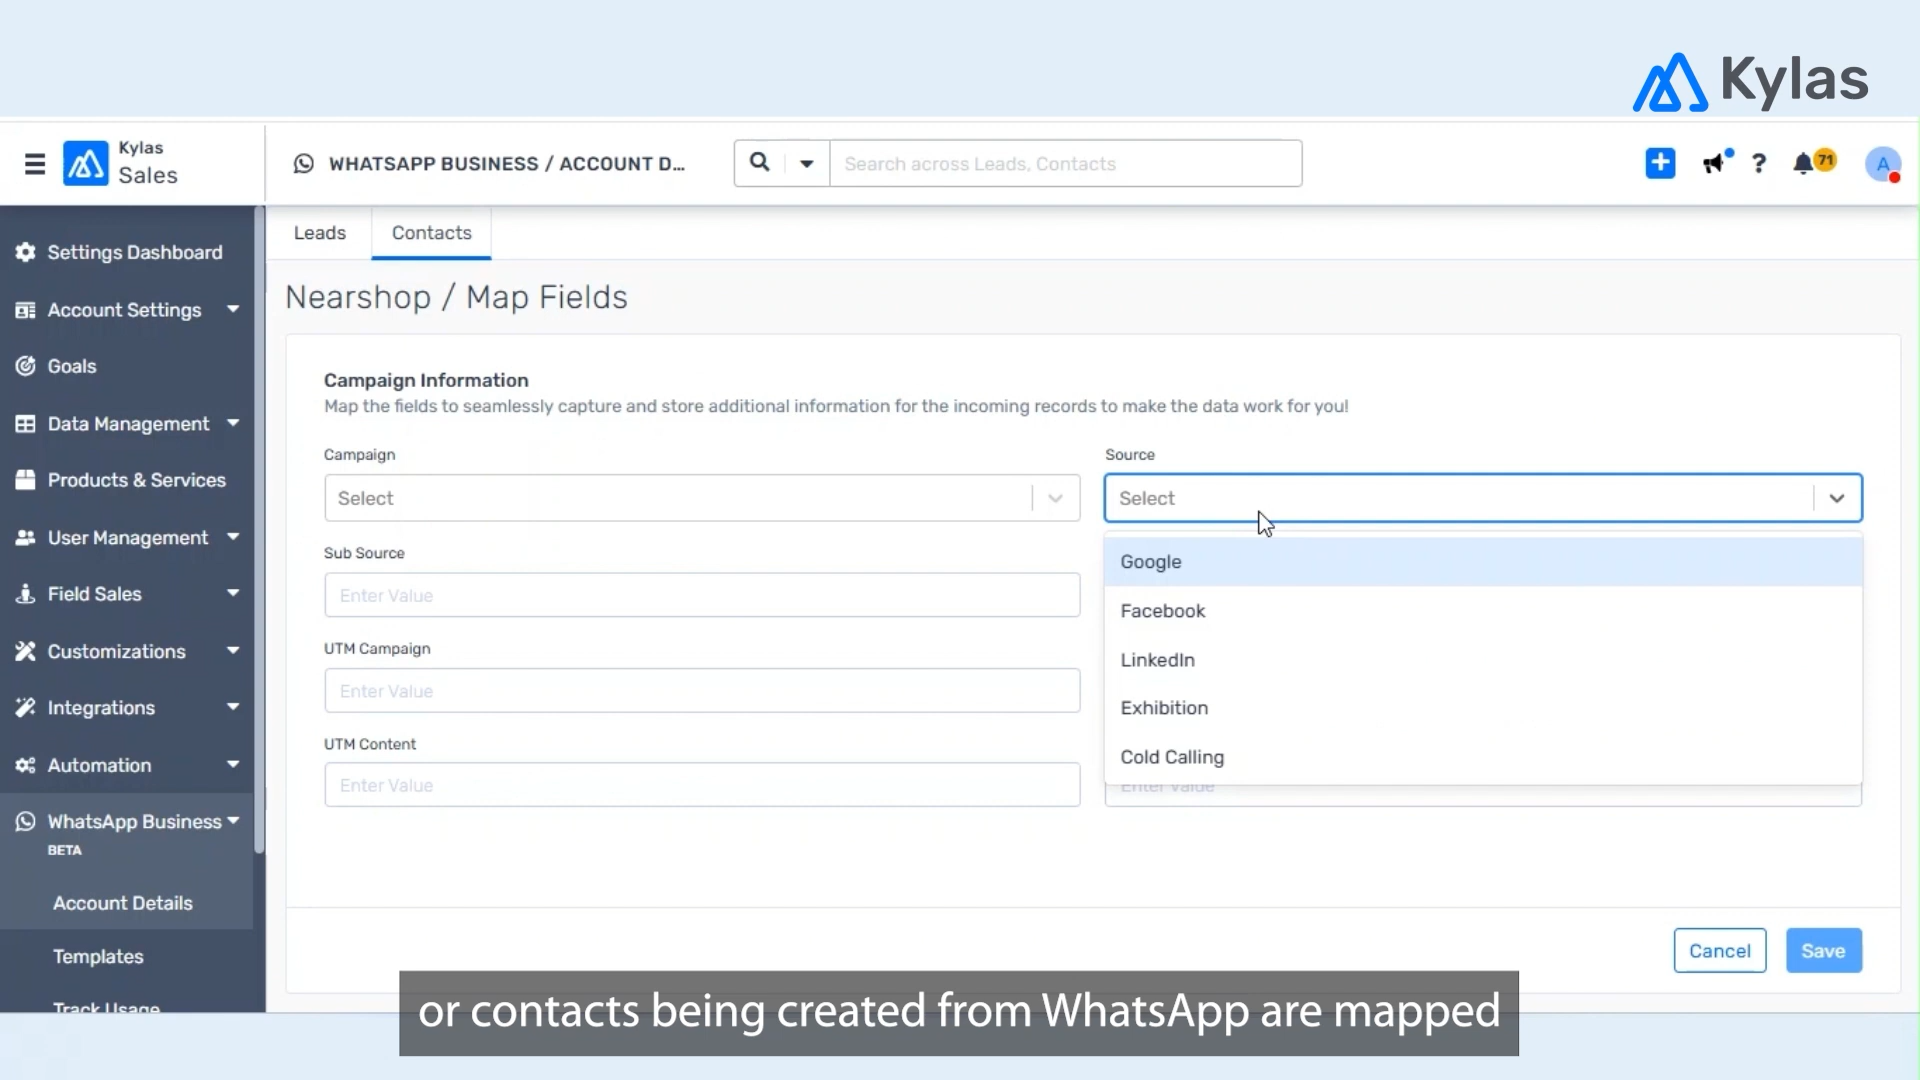 Kylas
Kylas
Sales
WHATSAPP BUSINESS / ACCOUNT D...
Search across Leads, Contacts
71
A
Leads
Contacts
Settings Dashboard
Account Settings
Goals
Data Management
Products & Services
User Management
Field Sales
Customizations
Integrations
Automation
WhatsApp Business
BETA
Account Details
Templates
Track Usage
Nearshop / Map Fields
Campaign Information
Map the fields to seamlessly capture and store additional information for the incoming records to make the data work for you!
Campaign
Select
Source
Select
Google
Facebook
LinkedIn
Exhibition
Cold Calling
Sub Source
Enter Value
UTM Campaign
Enter Value
UTM Content
Enter Value
Enter Value
Cancel
Save
or contacts being created from WhatsApp are mapped